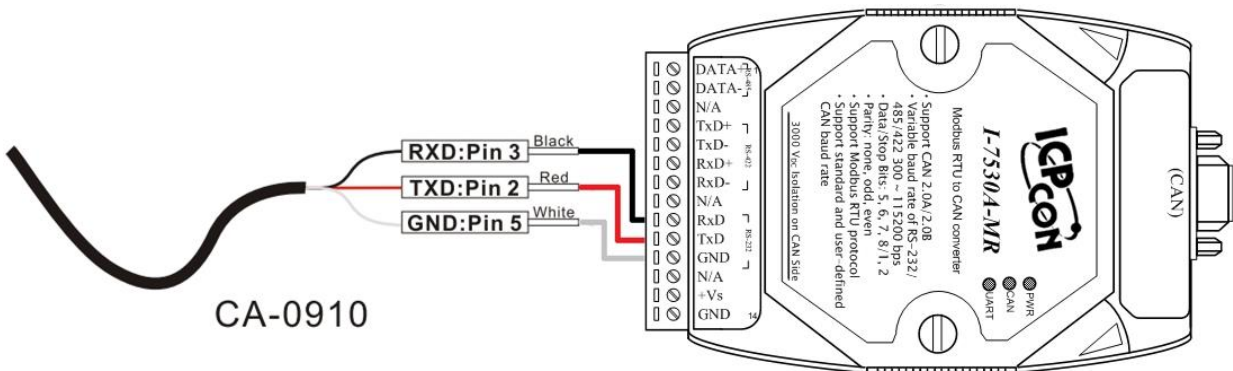 RXD:Pin 3
Black
TXD:Pin 2
Red
GND:Pin 5
White
CA-0910
DATA+
DATA-
N/A
TxD+
TxD-
RxD+
RxD-
N/A
RxD
TxD
GND
N/A
+Vs
GND
14
RS-485
RS-422
RS-232
ICP
CON
I-7530A-MR
Modbus RTU to CAN converter
· Support CAN 2.0A/2.0B
· Variable baud rate of RS-232/
485/422 300 ~ 115200 bps
· Data/Stop Bits: 5, 6, 7, 8/1, 2
· Parity: none, odd, even
· Support Modbus RTU protocol
· Support standard and user-defined
CAN baud rate
3000 VDC Isolation on CAN Side
PWR
CAN
UART
(CAN)